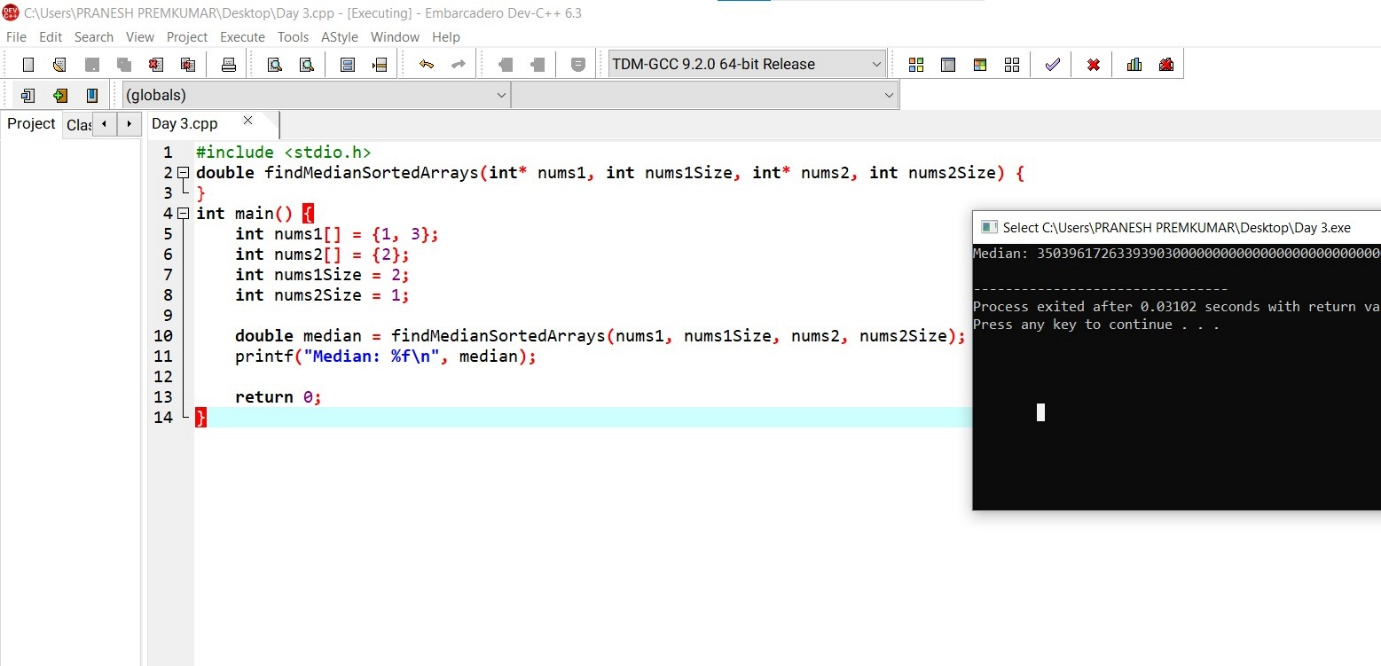 C:\Users\PRANESH PREMKUMAR\Desktop\Day 3.cpp - [Executing] - Embarcadero Dev-C++ 6.3
File Edit Search View Project Execute Tools AStyle Window Help
TDM-GCC 9.2.0 64-bit Release
(globals)
Project Clas Day 3.cpp
1 #include <stdio.h>
2 double findMedianSortedArrays(int* nums1, int nums1Size, int* nums2, int nums2Size) {
3 }
4 int main() {
5     int nums1[] = {1, 3};
6     int nums2[] = {2};
7     int nums1Size = 2;
8     int nums2Size = 1;
9
10     double median = findMedianSortedArrays(nums1, nums1Size, nums2, nums2Size);
11     printf("Median: %f\n", median);
12
13     return 0;
14 }
Select C:\Users\PRANESH PREMKUMAR\Desktop\Day 3.exe
Median: 
--------------------------------
Process exited after 0.03102 seconds with return va
Press any key to continue . . .